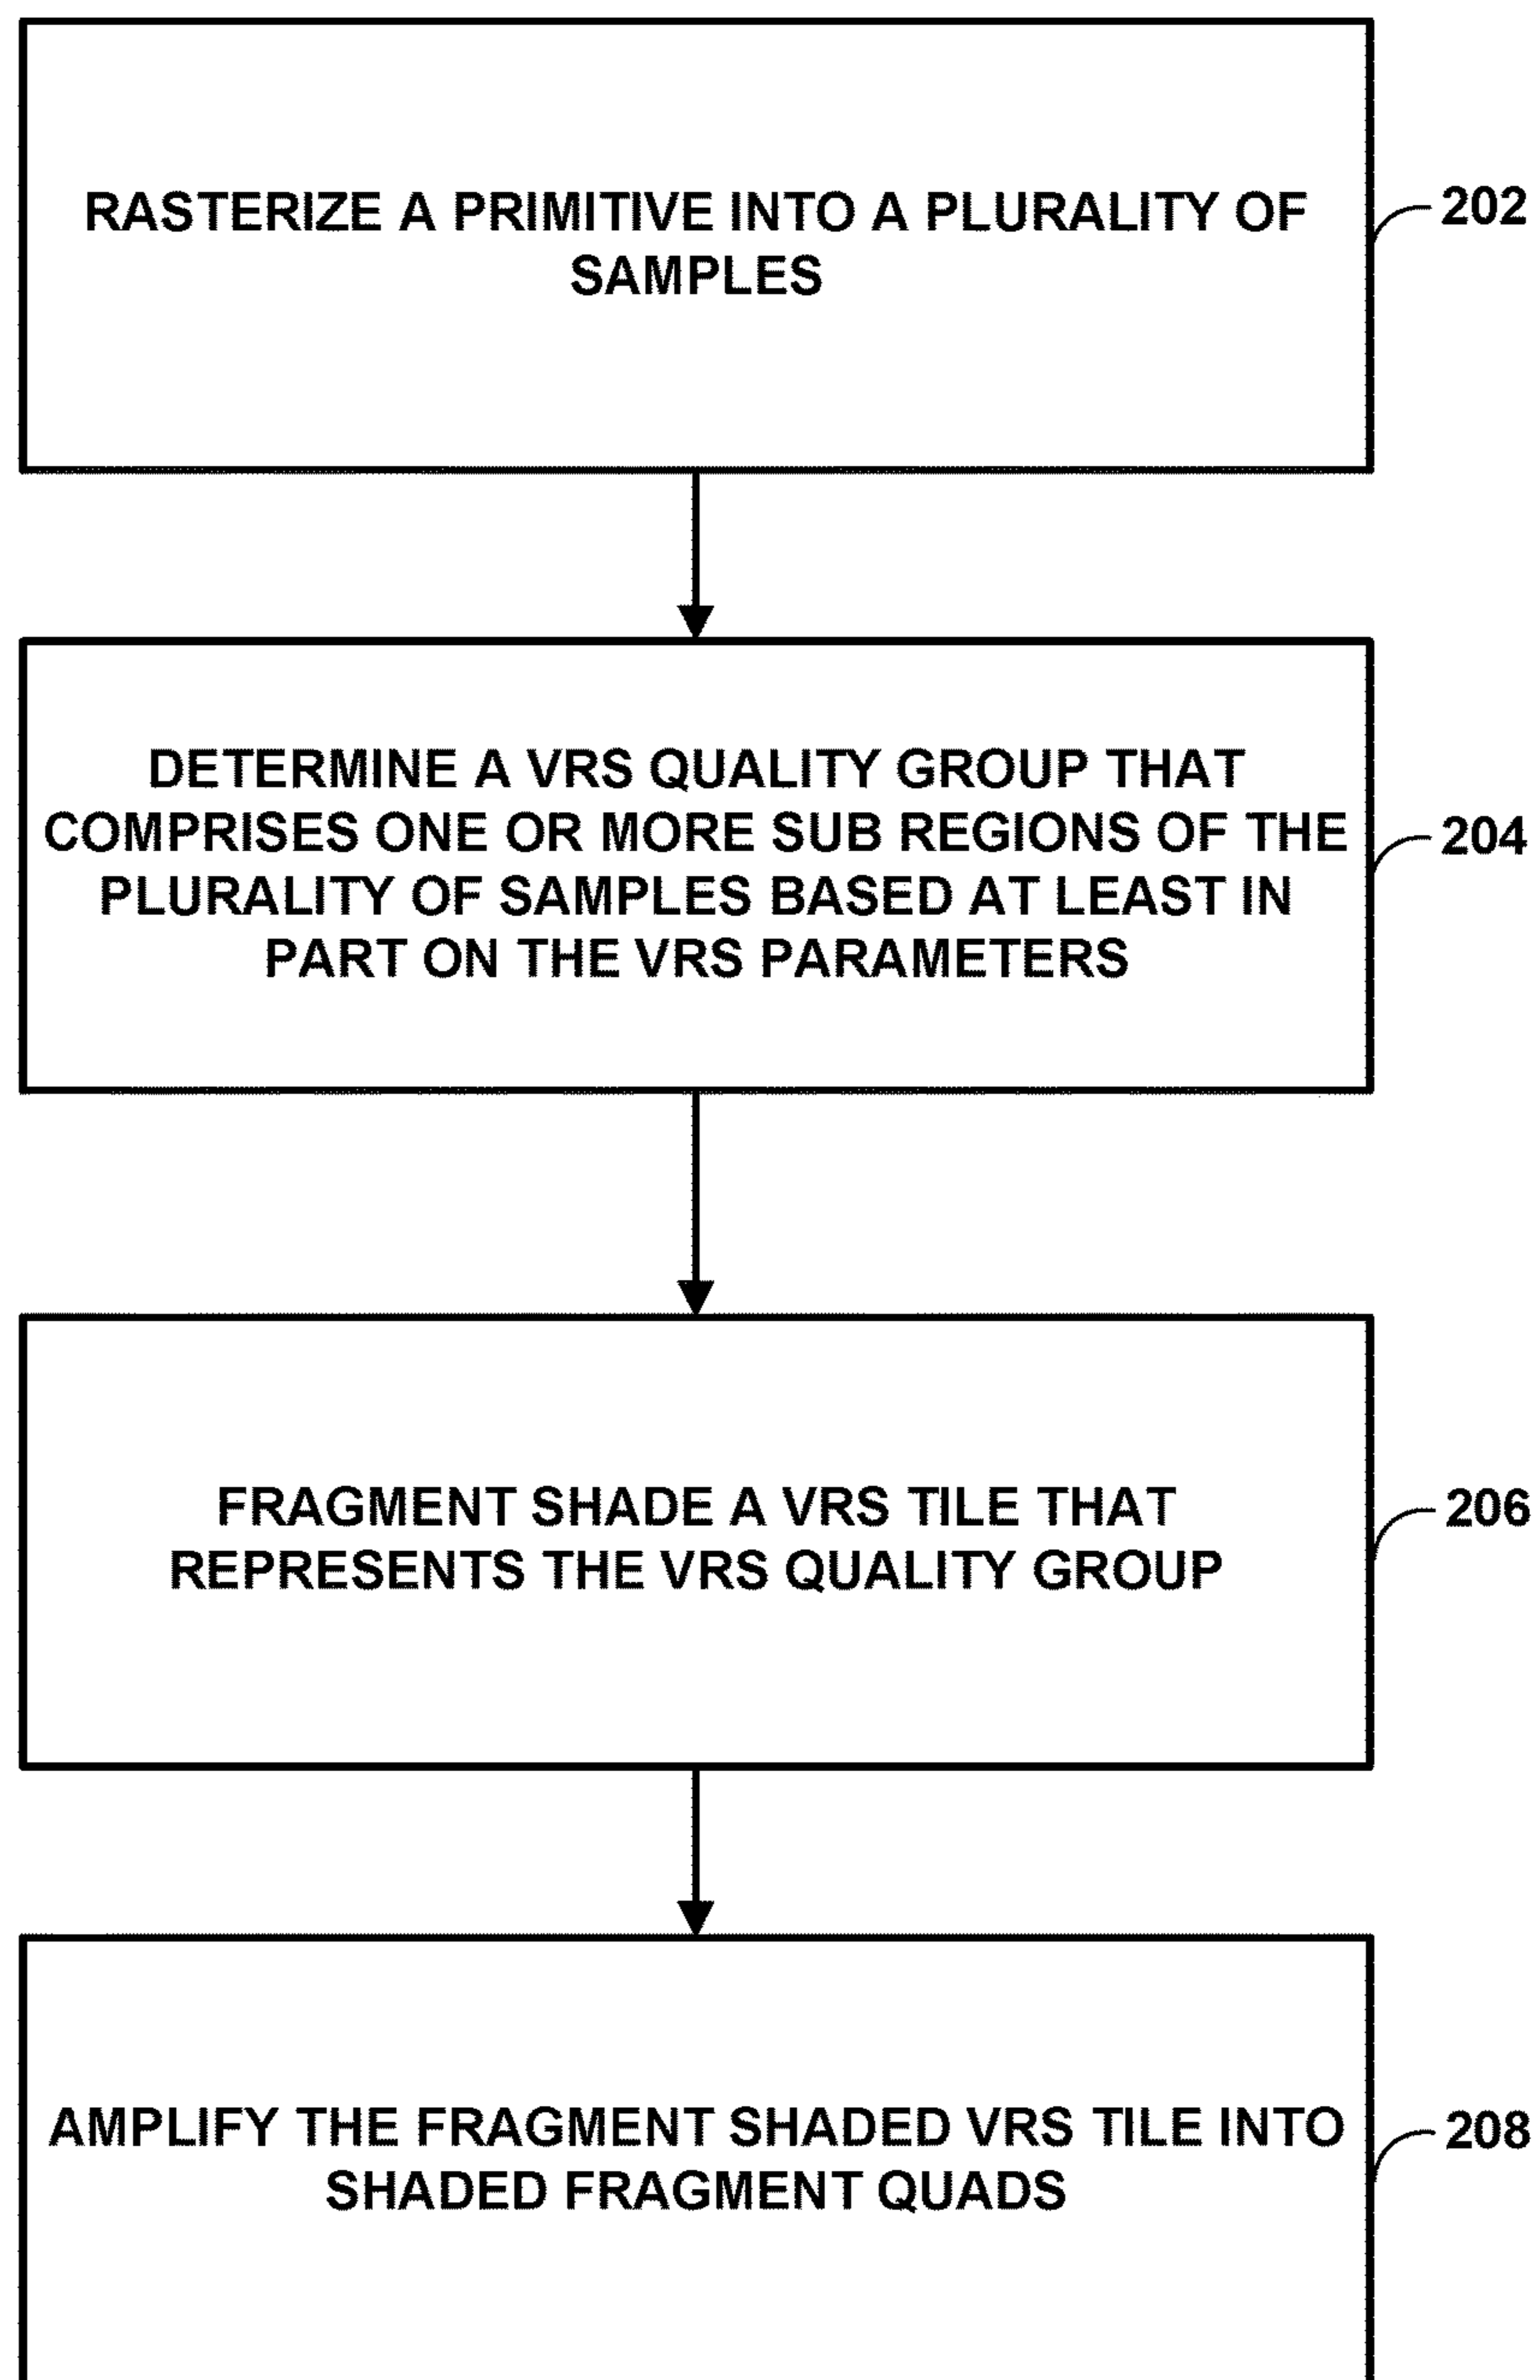 RASTERIZE A PRIMITIVE INTO A PLURALITY OF
SAMPLES
202
DETERMINE A VRS QUALITY GROUP THAT
COMPRISES ONE OR MORE SUB REGIONS OF THE
PLURALITY OF SAMPLES BASED AT LEAST IN
PART ON THE VRS PARAMETERS
204
FRAGMENT SHADE A VRS TILE THAT
REPRESENTS THE VRS QUALITY GROUP
206
AMPLIFY THE FRAGMENT SHADED VRS TILE INTO
SHADED FRAGMENT QUADS
208